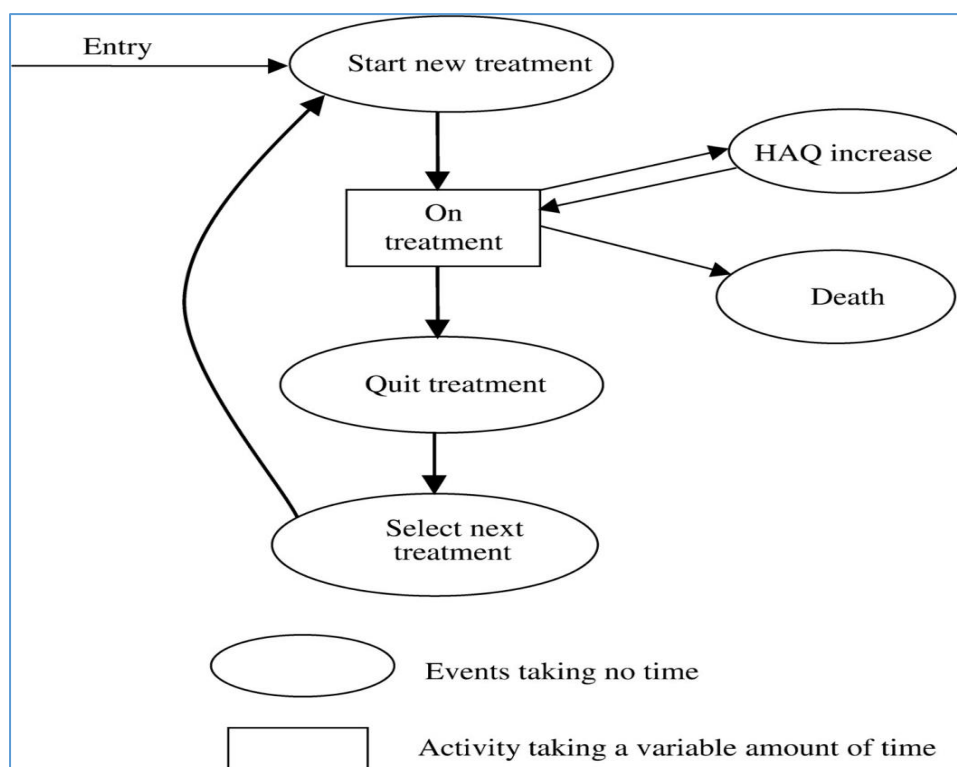 Entry
Start new treatment
HAQ increase
On
treatment
Death
Quit treatment
Select next
treatment
Events taking no time
Activity taking a variable amount of time